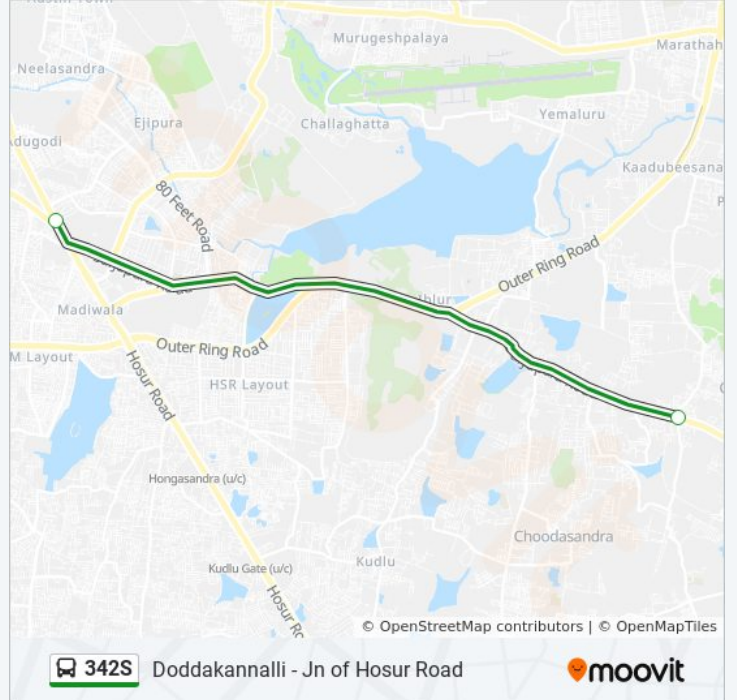 Murugeshpalaya
Marathah
Neelasandra
Ejipura
Challaghatta
Yemaluru
dugodi
Kaadubeesana
80 Feet Road
Outer Ring Road
Madiwala
M Layout
Outer Ring Road
HSR Layout
Hosur Road
Hongasandra (u/c)
Choodasandra
Kudlu
Kudlu Gate (u/c)
Hosur Ro
© OpenStreetMap contributors | © OpenMapTiles
342S Doddakannalli - Jn of Hosur Road moovit